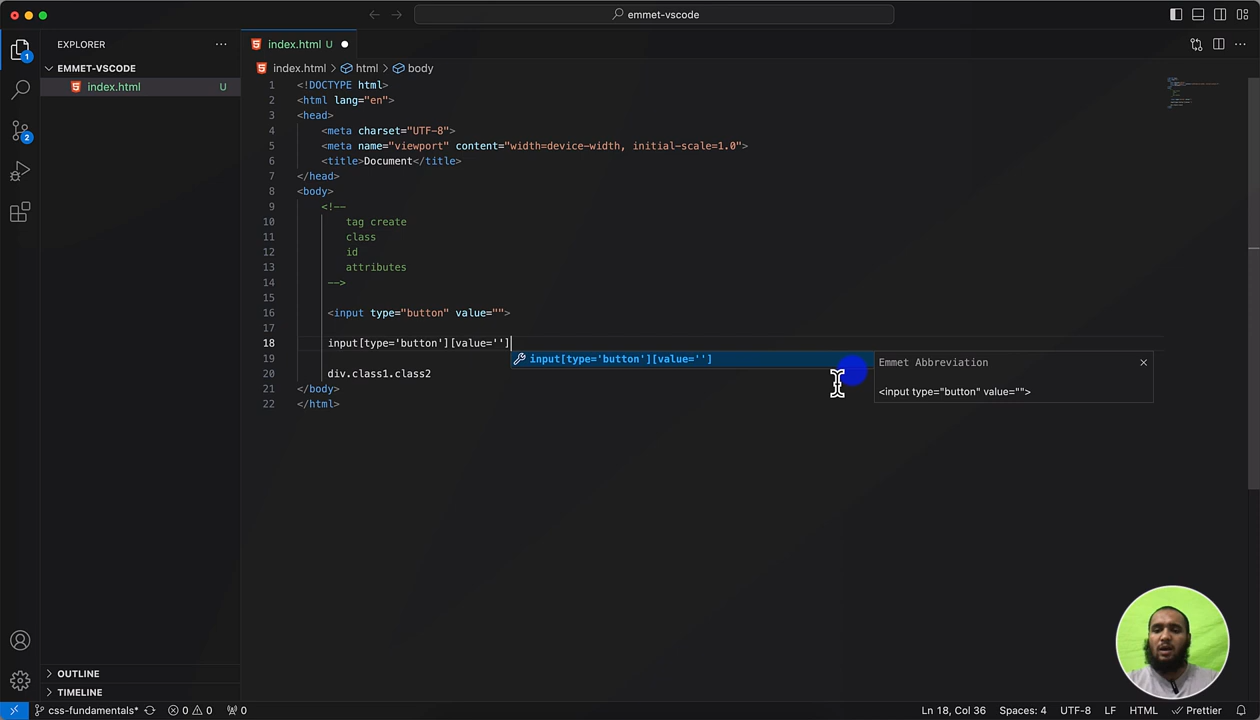 emmet-vscode
EXPLORER
EMMET-VSCODE
index.html U
1
2
index.html U
index.html > html > body
1 <!DOCTYPE html>
2 <html lang="en">
3 <head>
4 <meta charset="UTF-8">
5 <meta name="viewport" content="width=device-width, initial-scale=1.0">
6 <title>Document</title>
7 </head>
8 <body>
9 <!--
10 tag create
11 class
12 id
13 attributes
14 -->
15
16 <input type="button" value="">
17
18 input[type='button'][value='']
input[type='button'][value='']
Emmet Abbreviation
<input type="button" value="">
19
20 div.class1.class2
21 </body>
22 </html>
OUTLINE
TIMELINE
css-fundamentals* 0 0 0
Ln 18, Col 36 Spaces: 4 UTF-8 LF HTML Prettier